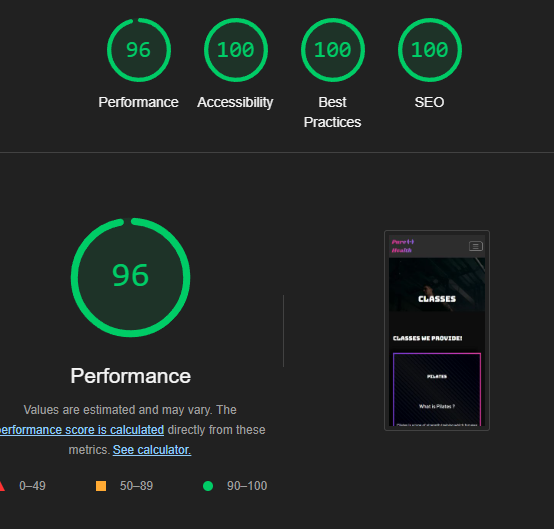 96
100
100
100
Performance
Accessibility
Best
Practices
SEO
96
Performance
Values are estimated and may vary. The
performance score is calculated directly from these
metrics. See calculator.
0–49
50–89
90–100
Health
CLASSES
CLASSES WE PROVIDE!
PILATES
What is Pilates ?